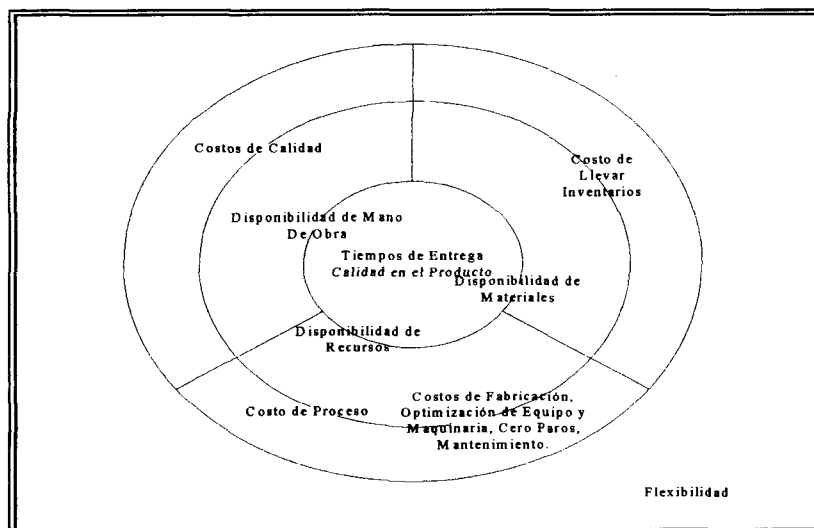 Costos de Calidad
Costo de
Llevar
Inventarios
Disponibilidad de Mano
De Obra
Tiempos de Entrega
Calidad en el Producto
Disponibilidad de
Materiales
Disponibilidad de
Recursos
Costo de Proceso
Costos de Fabricación,
Optimización de Equipo y
Maquinaria, Cero Paros,
Mantenimiento.
Flexibilidad